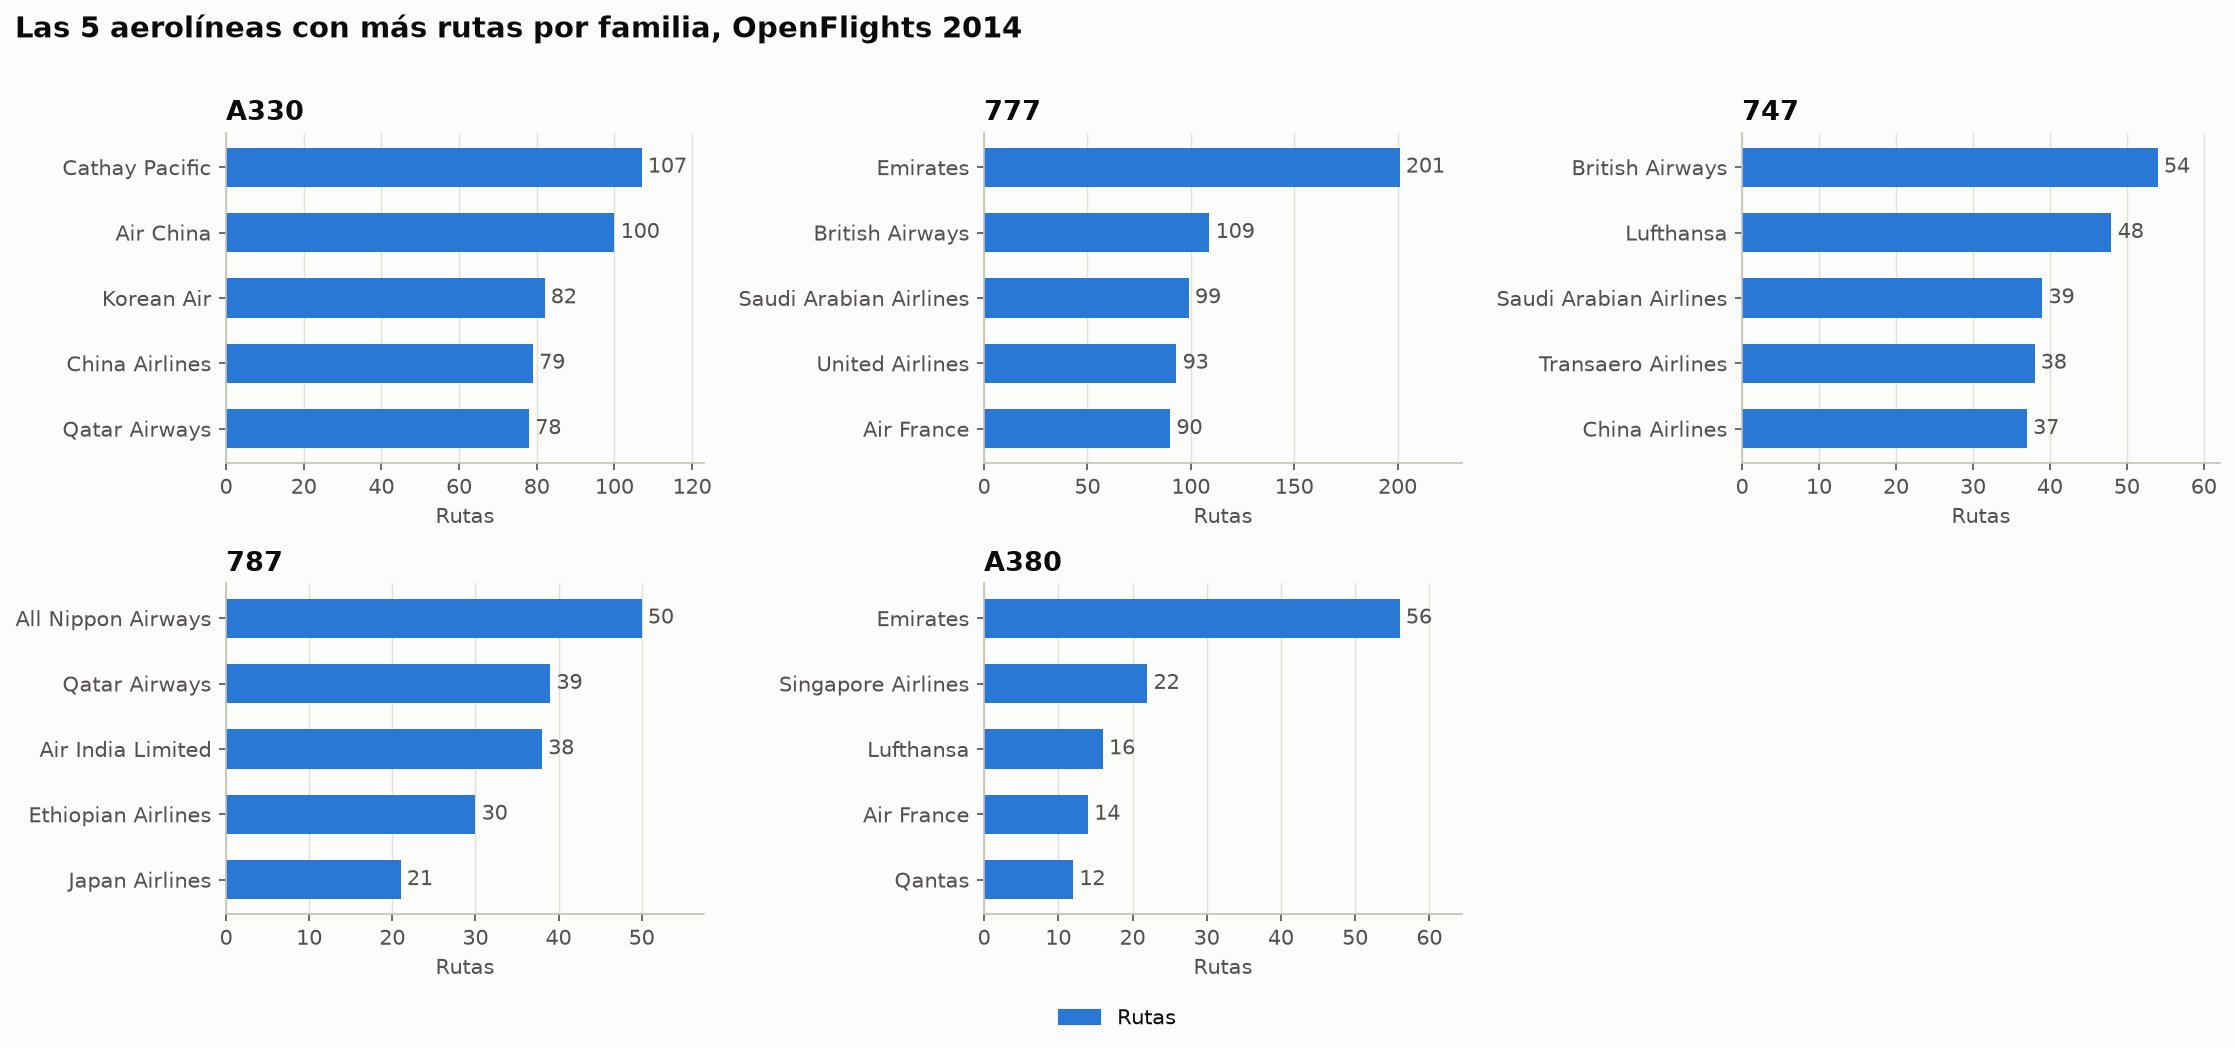 Las 5 aerolíneas con más rutas por familia, OpenFlights 2014
A330
Cathay Pacific 107
Air China 100
Korean Air 82
China Airlines 79
Qatar Airways 78
0 20 40 60 80 100 120
Rutas
777
Emirates 201
British Airways 109
Saudi Arabian Airlines 99
United Airlines 93
Air France 90
0 50 100 150 200
Rutas
747
British Airways 54
Lufthansa 48
Saudi Arabian Airlines 39
Transaero Airlines 38
China Airlines 37
0 10 20 30 40 50 60
Rutas
787
All Nippon Airways 50
Qatar Airways 39
Air India Limited 38
Ethiopian Airlines 30
Japan Airlines 21
0 10 20 30 40 50
Rutas
A380
Emirates 56
Singapore Airlines 22
Lufthansa 16
Air France 14
Qantas 12
0 10 20 30 40 50 60
Rutas
Rutas